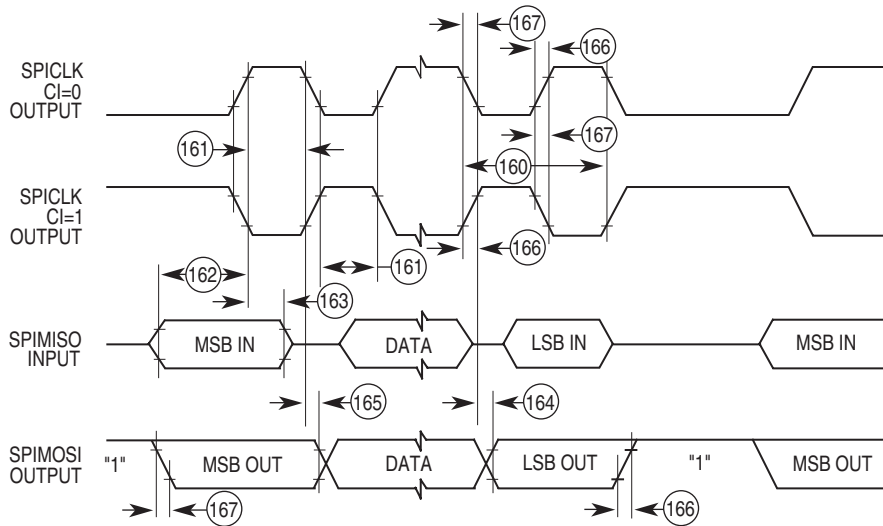 167
166
SPICLK
CI=0
OUTPUT
161
167
160
SPICLK
CI=1
OUTPUT
166
162
161
163
SPIMISO
INPUT
MSB IN
DATA
LSB IN
MSB IN
165
164
SPIMOSI
OUTPUT
"1"
MSB OUT
DATA
LSB OUT
"1"
MSB OUT
167
166